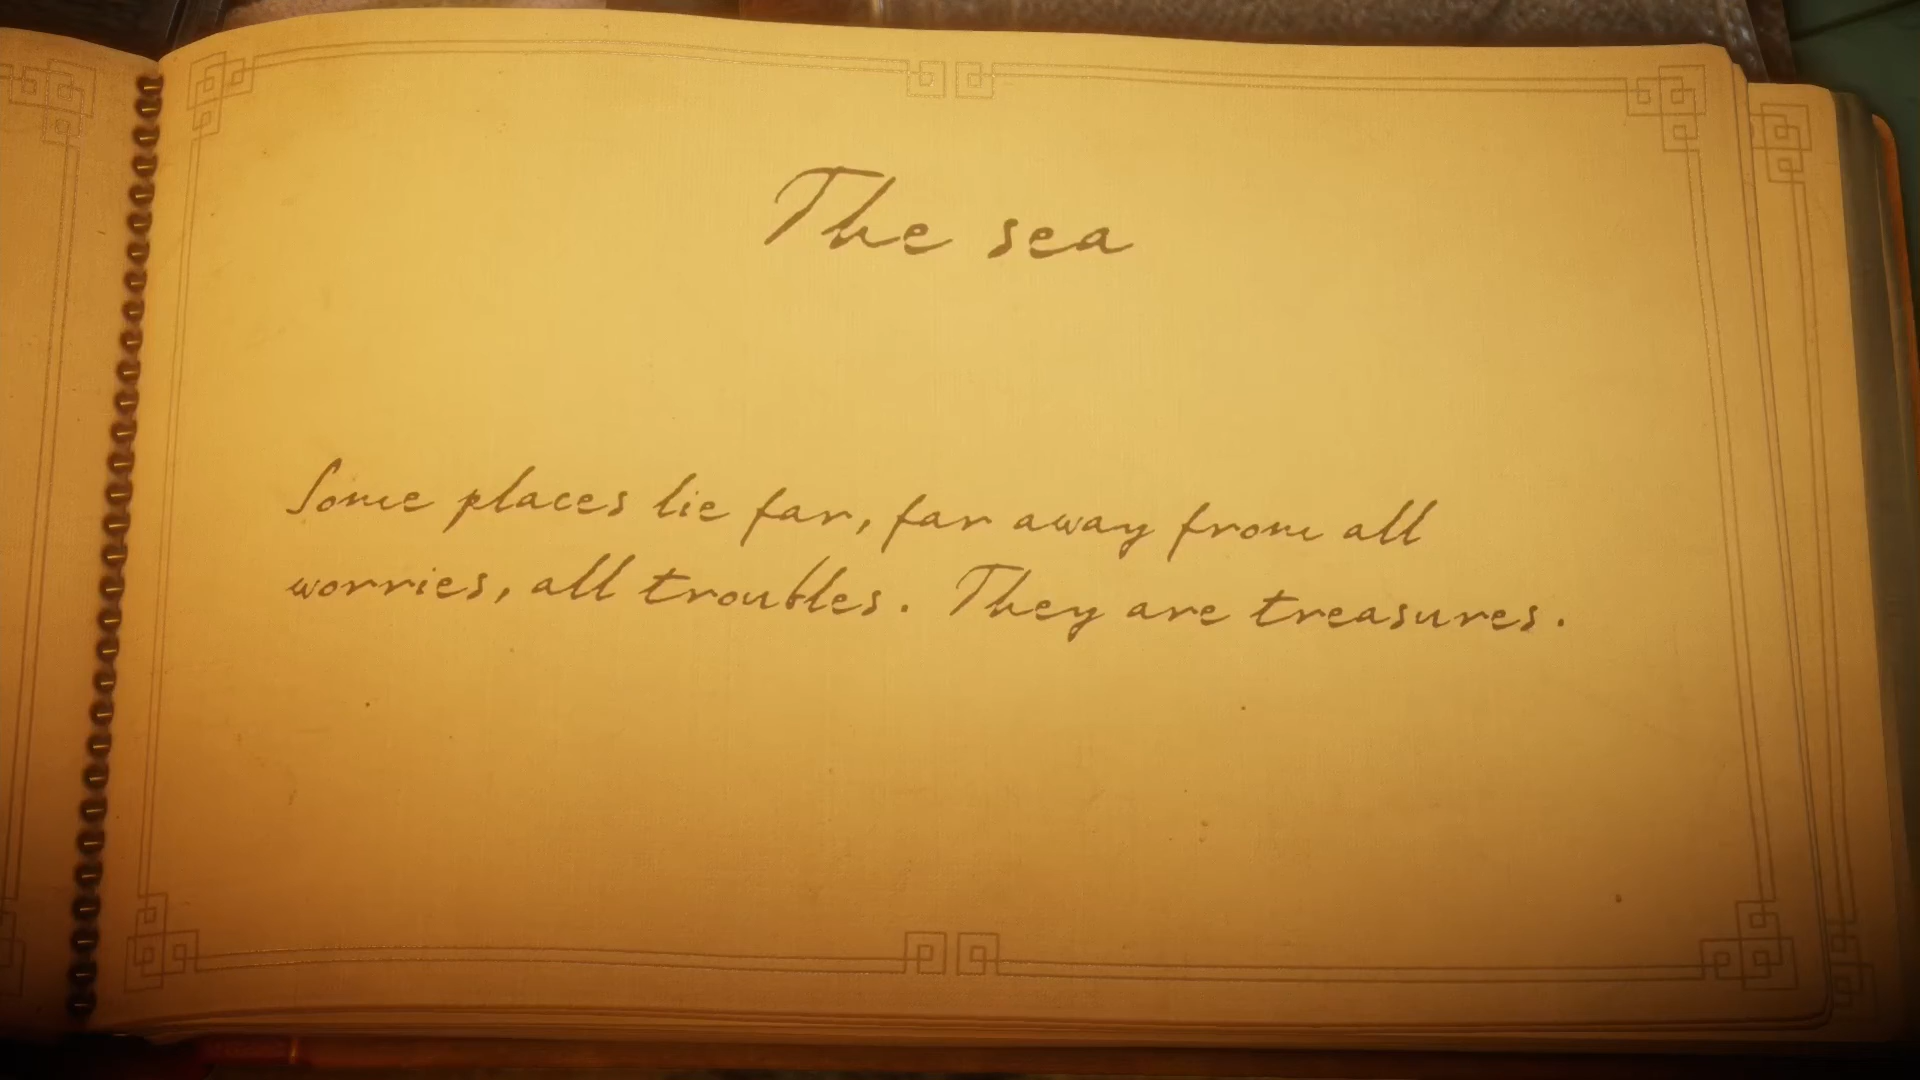 The sea
Some places lie far, far away from all
worries, all troubles. They are treasures.